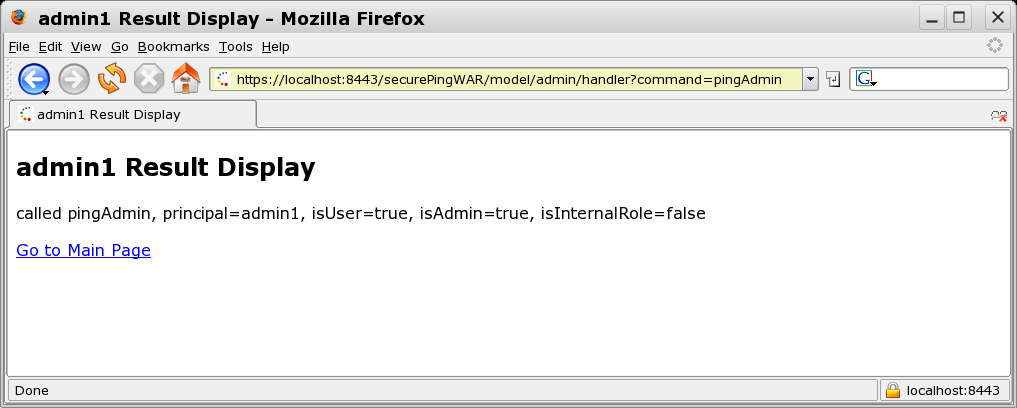 admin1 Result Display - Mozilla Firefox
File Edit View Go Bookmarks Tools Help
https://localhost:8443/securePingWAR/model/admin/handler?command=pingAdmin
G
admin1 Result Display
admin1 Result Display
called pingAdmin, principal=admin1, isUser=true, isAdmin=true, isInternalRole=false
Go to Main Page
Done
localhost:8443